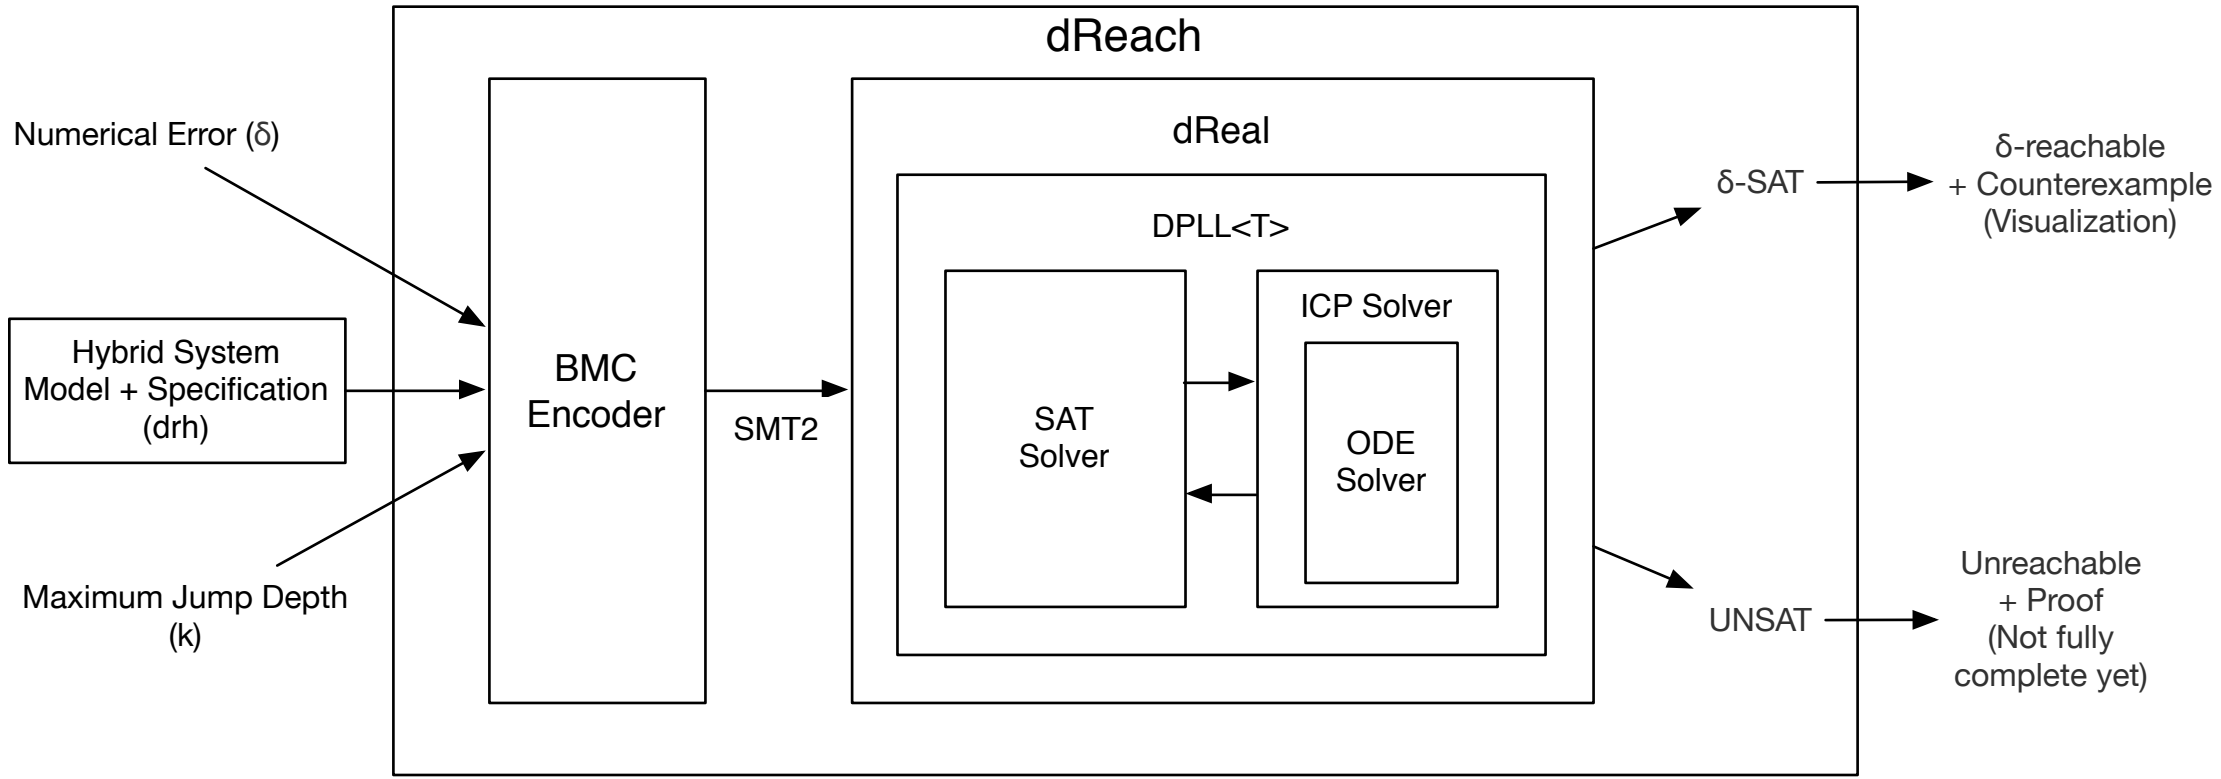 dReach
Numerical Error (δ)
Hybrid System
Model + Specification
(drh)
Maximum Jump Depth
(k)
BMC
Encoder
SMT2
dReal
DPLL<T>
SAT
Solver
ICP Solver
ODE
Solver
δ-SAT
UNSAT
δ-reachable
+ Counterexample
(Visualization)
Unreachable
+ Proof
(Not fully
complete yet)